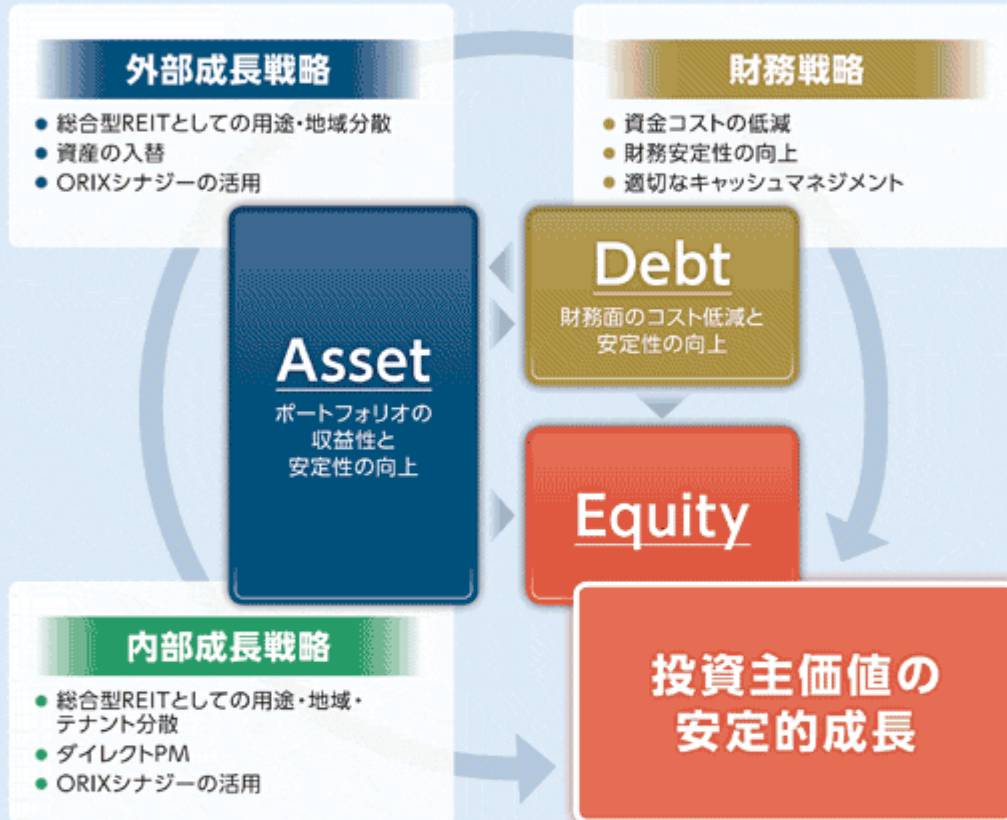 外部成長戦略
● 総合型REITとしての用途・地域分散
● 資産の入替
● ORIXシナジーの活用
財務戦略
● 資金コストの低減
● 財務安定性の向上
● 適切なキャッシュマネジメント
Asset
ポートフォリオの
収益性と
安定性の向上
Debt
財務面のコスト低減と
安定性の向上
Equity
内部成長戦略
● 総合型REITとしての用途・地域・
テナント分散
● ダイレクトPM
● ORIXシナジーの活用
投資主価値の
安定的成長